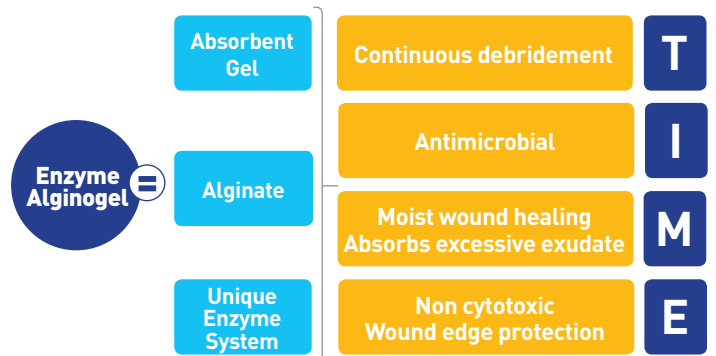 Enzyme
Alginogel
=
Absorbent
Gel
Alginate
Unique
Enzyme
System
Continuous debridement
T
Antimicrobial
I
Moist wound healing
Absorbs excessive exudate
M
Non cytotoxic
Wound edge protection
E